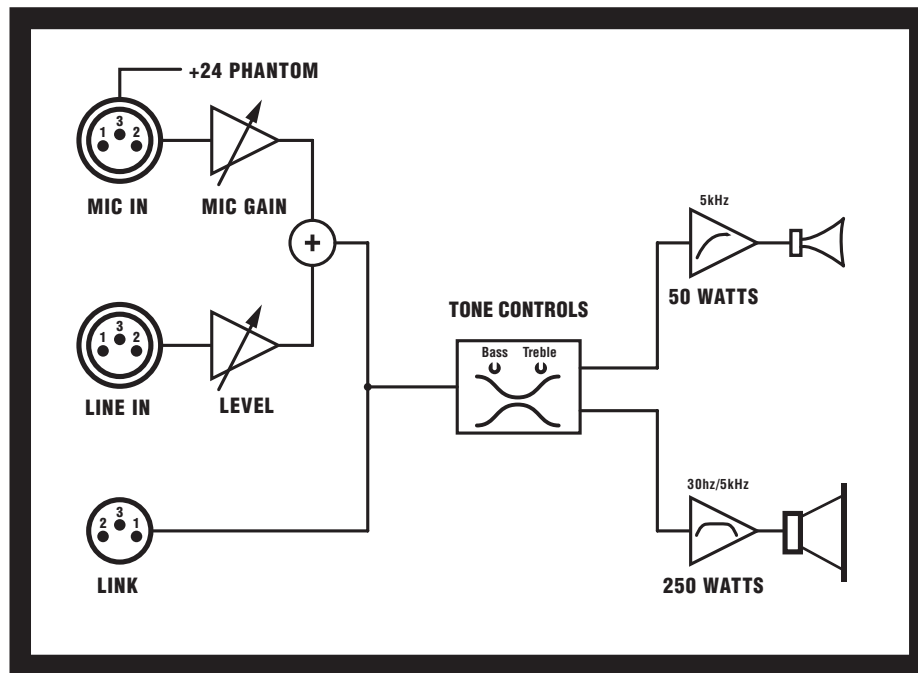 +24 PHANTOM
3
1 2
MIC IN
MIC GAIN
+
5kHz
50 WATTS
3
1 2
LINE IN
LEVEL
TONE CONTROLS
Bass Treble
30hz/5kHz
250 WATTS
3
2 1
LINK